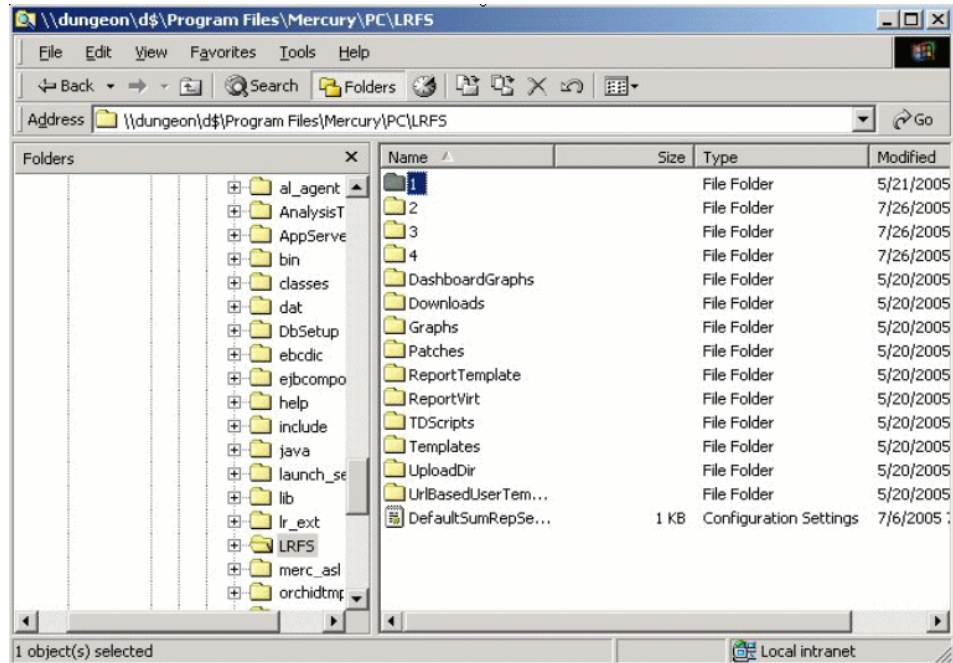 \\dungeon\d$\Program Files\Mercury\PC\LRFS
File Edit View Favorites Tools Help
Back Search Folders
Address \\dungeon\d$\Program Files\Mercury\PC\LRFS Go
Folders
al_agent
AnalysisT
AppServe
bin
classes
dat
DbSetup
ebcdic
ejbcompo
help
include
java
launch_se
lib
lr_ext
LRFS
merc_asl
orchidtmp
Name Size Type Modified
1 File Folder 5/21/2005
2 File Folder 7/26/2005
3 File Folder 7/26/2005
4 File Folder 7/26/2005
DashboardGraphs File Folder 5/20/2005
Downloads File Folder 5/20/2005
Graphs File Folder 5/20/2005
Patches File Folder 5/20/2005
ReportTemplate File Folder 5/20/2005
ReportVirt File Folder 5/20/2005
TDScripts File Folder 5/20/2005
Templates File Folder 5/20/2005
UploadDir File Folder 5/20/2005
UrlBasedUserTem... File Folder 5/20/2005
DefaultSumRepSe... 1 KB Configuration Settings 7/6/2005
1 object(s) selected Local intranet